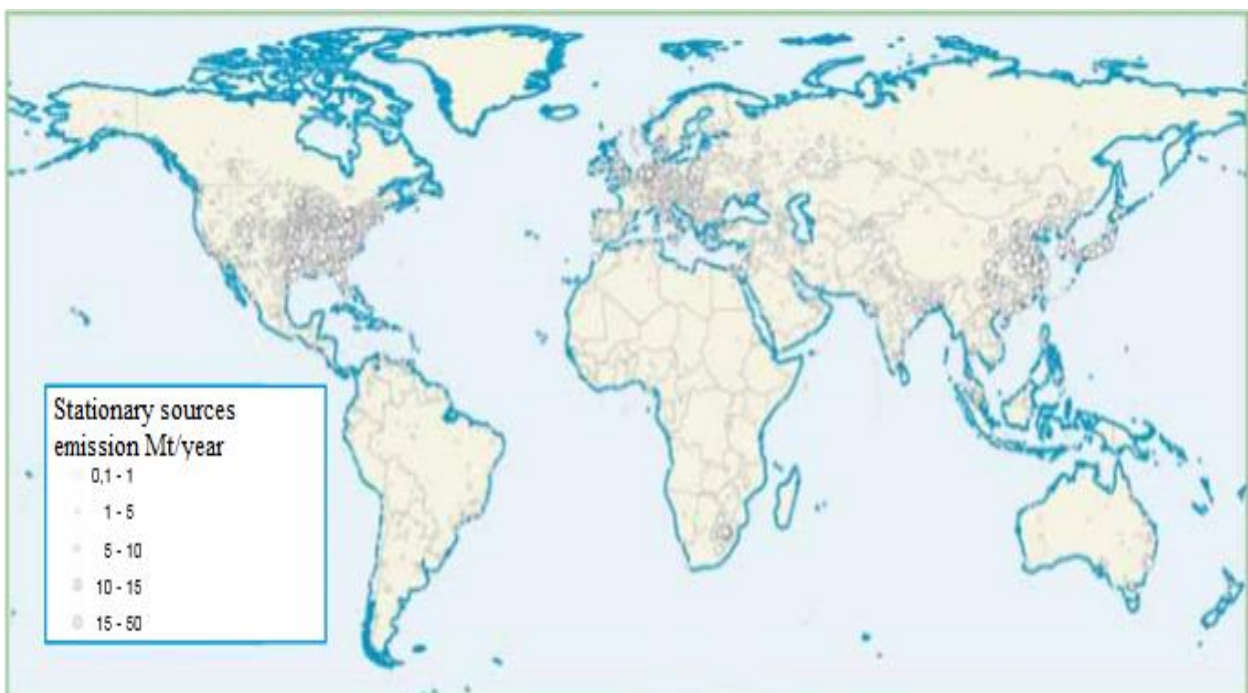 Stationary sources
emission Mt/year
0,1 - 1
1 - 5
5 - 10
10 - 15
15 - 50